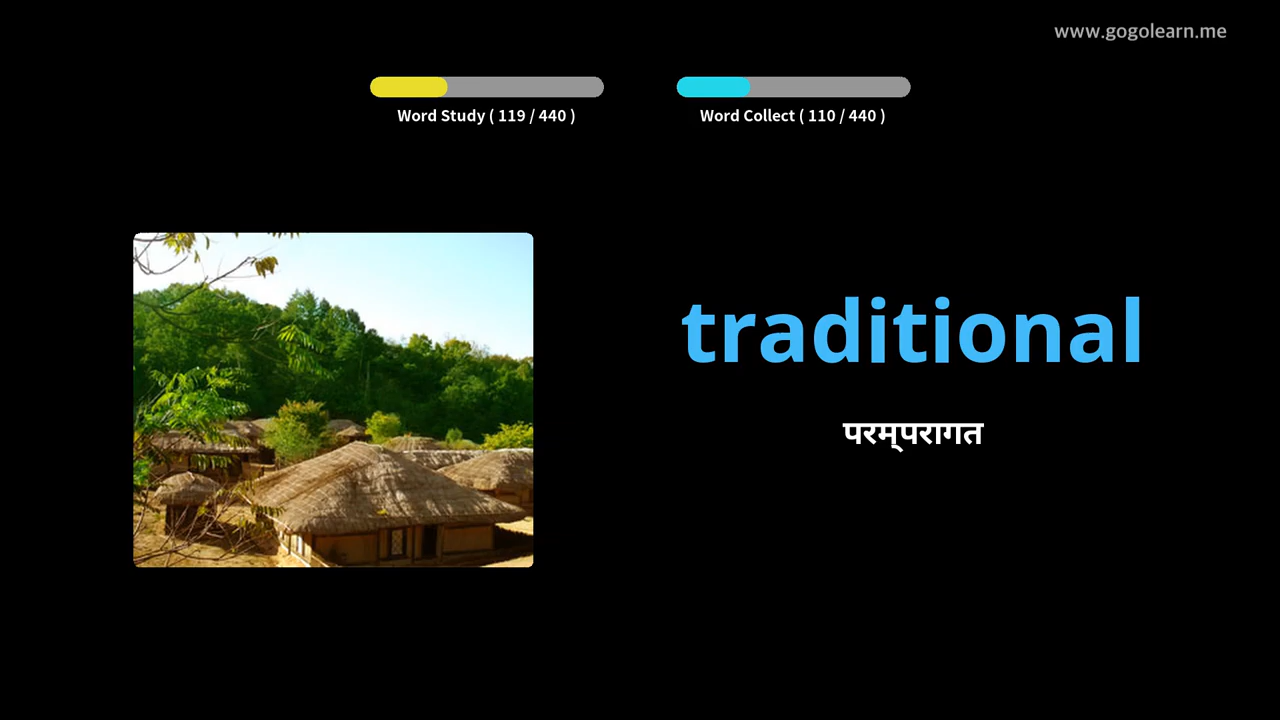 www.gogolearn.me
Word Study ( 119 / 440 )
Word Collect ( 110 / 440 )
traditional
परम्परागत